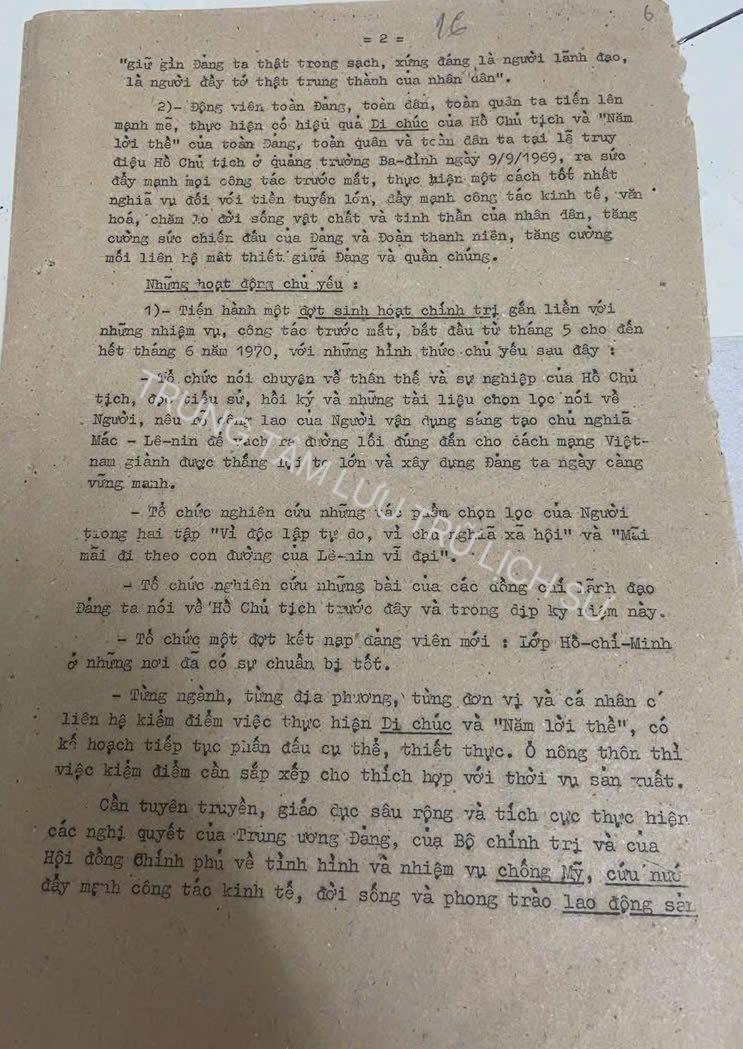 16
6
= 2 =
"giữ gìn Đảng ta thật trong sạch, xứng đáng là người lãnh đạo,
là người đầy tớ thật trung thành của nhân dân".
2)- Động viên toàn Đảng, toàn dân, toàn quân ta tiến lên
mạnh mẽ, thực hiện có hiệu quả Di chúc của Hồ Chủ tịch và "Năm
lời thề" của toàn Đảng, toàn quân và toàn dân ta tại lễ truy
điệu Hồ Chủ tịch ở quảng trường Ba-đình ngày 9/9/1969, ra sức
đẩy mạnh mọi công tác trước mắt, thực hiện một cách tốt nhất
nghĩa vụ đối với tiền tuyến lớn, đẩy mạnh công tác kinh tế, văn
hoá, chăm lo đời sống vật chất và tinh thần của nhân dân, tăng
cường sức chiến đấu của Đảng và Đoàn thanh niên, tăng cường
mối liên hệ mật thiết giữa Đảng và quần chúng.
Những hoạt động chủ yếu :
1)- Tiến hành một đợt sinh hoạt chính trị gắn liền với
những nhiệm vụ, công tác trước mắt, bắt đầu từ tháng 5 cho đến
hết tháng 6 năm 1970, với những hình thức chủ yếu sau đây :
- Tổ chức nói chuyện về thân thế và sự nghiệp của Hồ Chủ
tịch, đọc tiểu sử, hồi ký và những tài liệu chọn lọc nói về
Người, nêu rõ công lao của Người vận dụng sáng tạo chủ nghĩa
Mác - Lê-nin để vạch ra đường lối đúng đắn cho cách mạng Việt-
nam giành được thắng lợi to lớn và xây dựng Đảng ta ngày càng
vững mạnh.
- Tổ chức nghiên cứu những tác phẩm chọn lọc của Người
trong hai tập "Vì độc lập tự do, vì chủ nghĩa xã hội" và "Mãi
mãi đi theo con đường của Lê-nin vĩ đại".
- Tổ chức nghiên cứu những bài của các đồng chí lãnh đạo
Đảng ta nói về Hồ Chủ tịch trước đây và trong dịp kỷ niệm này.
- Tổ chức một đợt kết nạp đảng viên mới : Lớp Hồ-chí-Minh
ở những nơi đã có sự chuẩn bị tốt.
- Từng ngành, từng địa phương, từng đơn vị và cá nhân có
liên hệ kiểm điểm việc thực hiện Di chúc và "Năm lời thề", có
kế hoạch tiếp tục phấn đấu cụ thể, thiết thực. Ở nông thôn thì
việc kiểm điểm cần sắp xếp cho thích hợp với thời vụ sản xuất.
Cần tuyên truyền, giáo dục sâu rộng và tích cực thực hiện
các nghị quyết của Trung ương Đảng, của Bộ chính trị và của
Hội đồng Chính phủ về tình hình và nhiệm vụ chống Mỹ, cứu nước
đẩy mạnh công tác kinh tế, đời sống và phong trào lao động sản
TRUNG TÂM LƯU TRỮ LỊCH SỬ